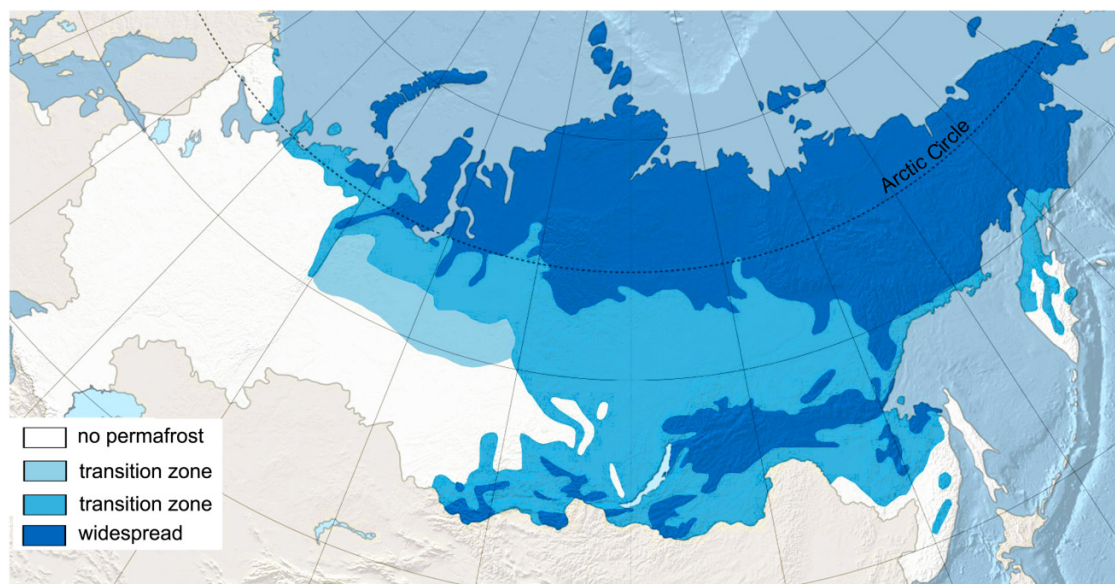 Arctic Circle
no permafrost
transition zone
transition zone
widespread